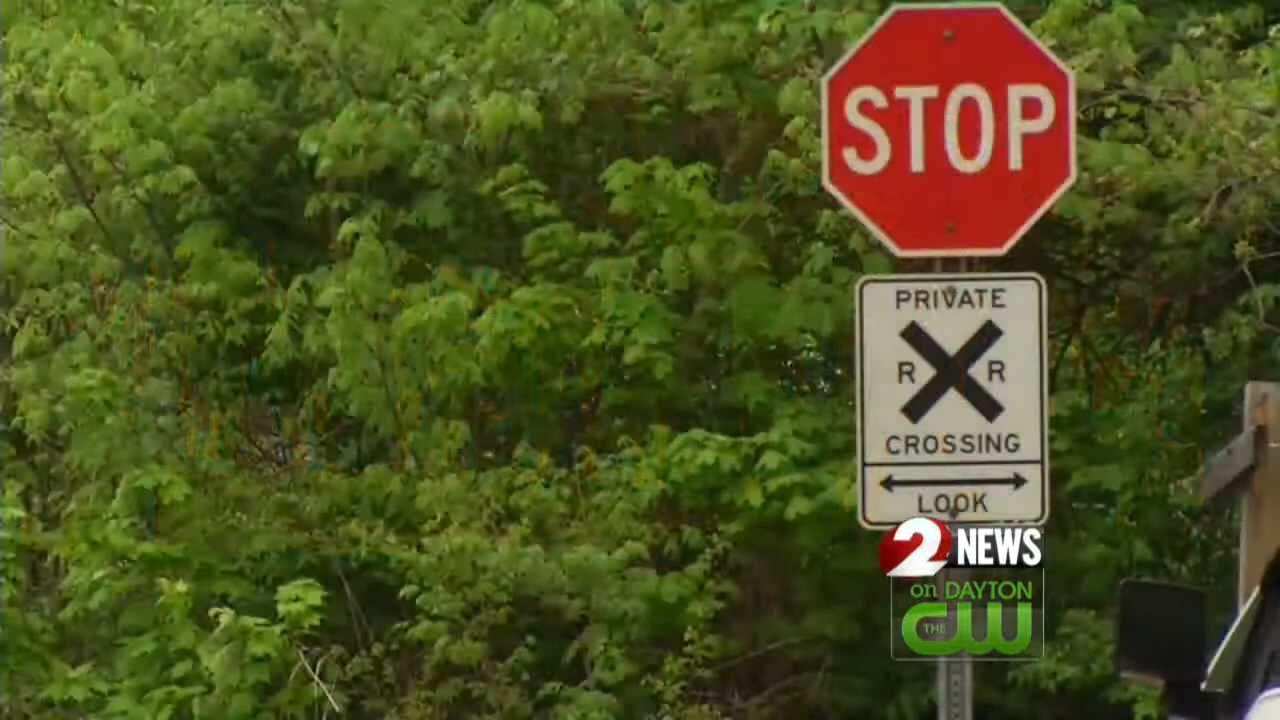 STOP
PRIVATE
R R
CROSSING
LOOK
2 NEWS
on DAYTON
THE CW